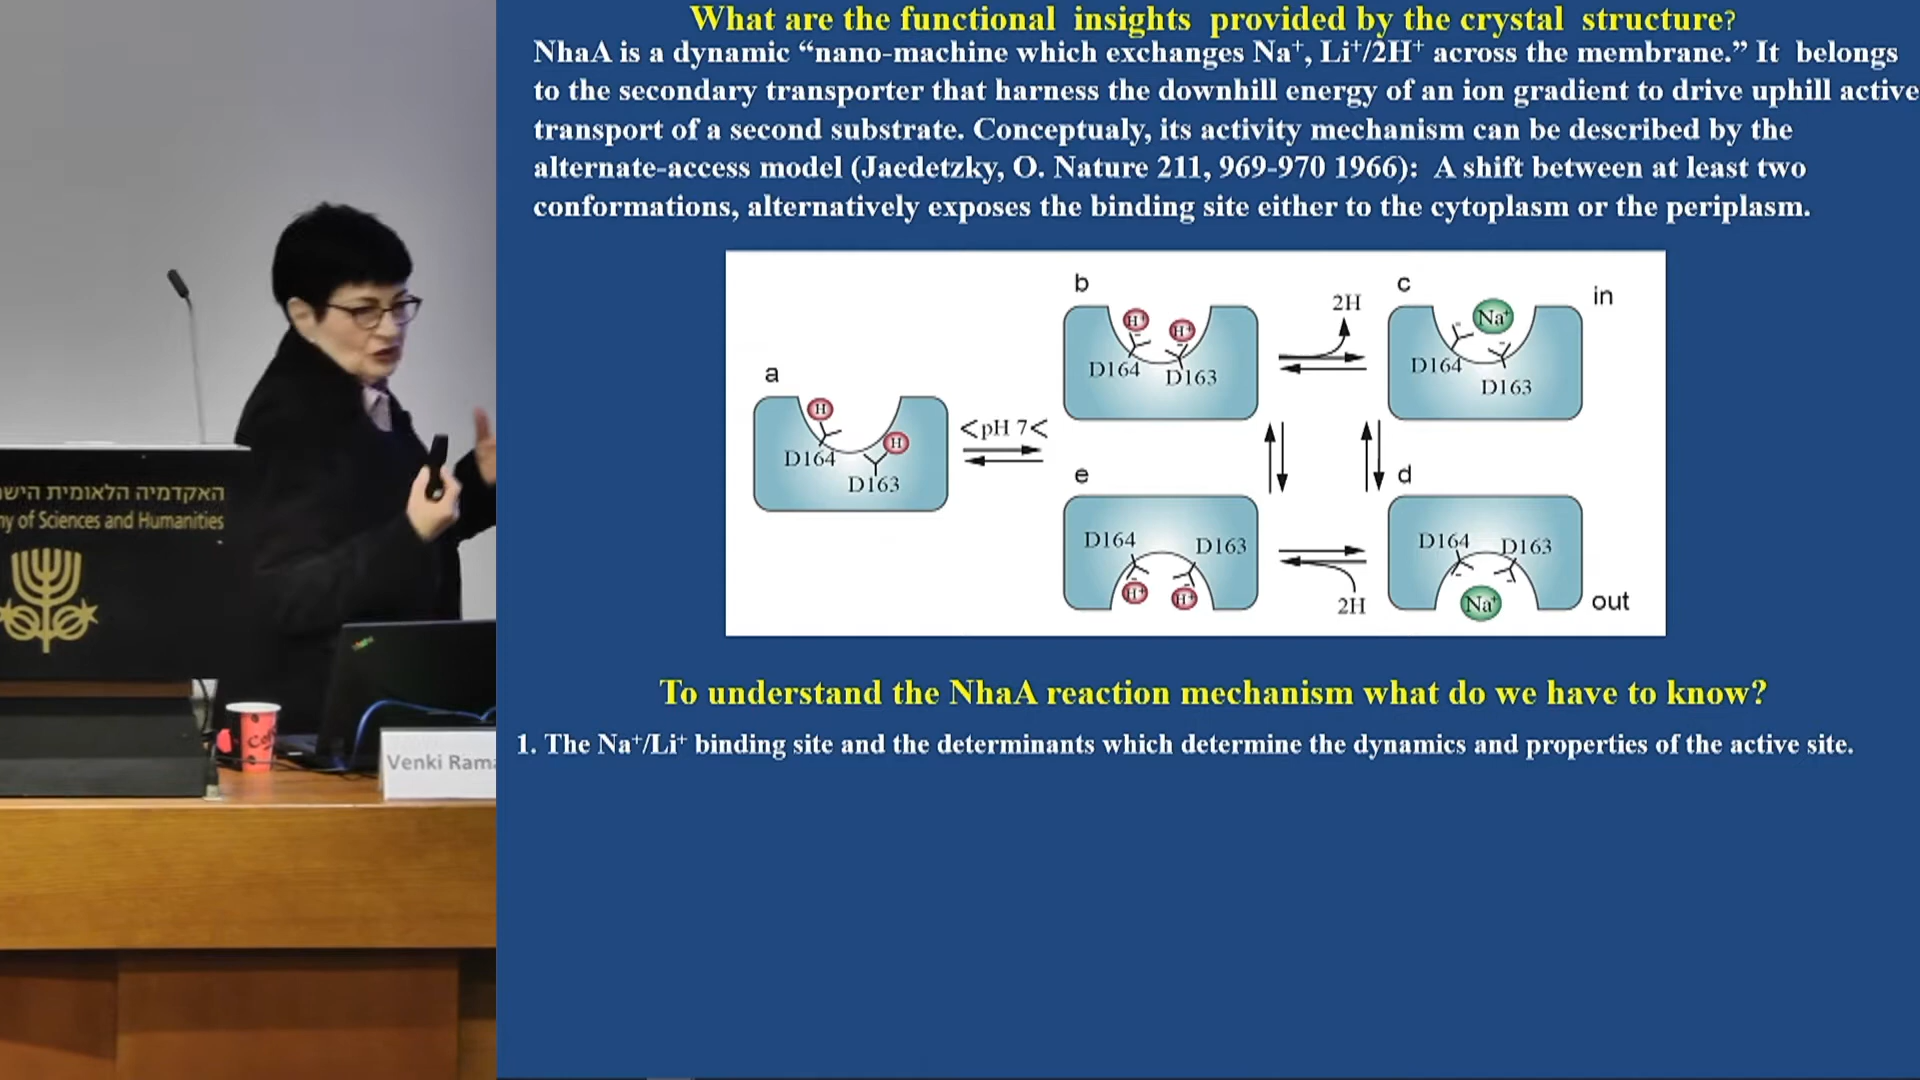 What are the functional insights provided by the crystal structure?
NhaA is a dynamic “nano-machine which exchanges Na⁺, Li⁺/2H⁺ across the membrane.” It belongs
to the secondary transporter that harness the downhill energy of an ion gradient to drive uphill active
transport of a second substrate. Conceptualy, its activity mechanism can be described by the
alternate-access model (Jaedetzky, O. Nature 211, 969-970 1966): A shift between at least two
conformations, alternatively exposes the binding site either to the cytoplasm or the periplasm.
a
H
H
D164
D163
<pH 7<
b
H⁺
H⁺
D164
D163
2H
c
Na⁺
D164
D163
in
e
D164
D163
H⁺
H⁺
2H
d
D164
D163
Na⁺
out
To understand the NhaA reaction mechanism what do we have to know?
1. The Na⁺/Li⁺ binding site and the determinants which determine the dynamics and properties of the active site.
האקדמיה הלאומית
of Sciences and Humanities
Venki